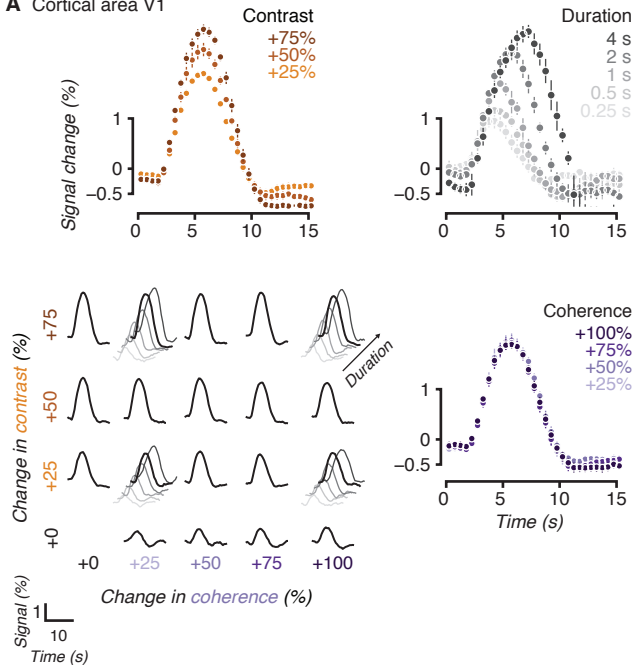 A Cortical area V1
Contrast
+75%
+50%
+25%
Signal change (%)
1
0
−0.5
0 5 10 15
Duration
4 s
2 s
1 s
0.5 s
0.25 s
1
0
−0.5
0 5 10 15
Change in contrast (%)
+75
+50
+25
+0
Duration
+0 +25 +50 +75 +100
Change in coherence (%)
Signal (%)
1
10
Time (s)
Coherence
+100%
+75%
+50%
+25%
1
0
−0.5
0 5 10 15
Time (s)